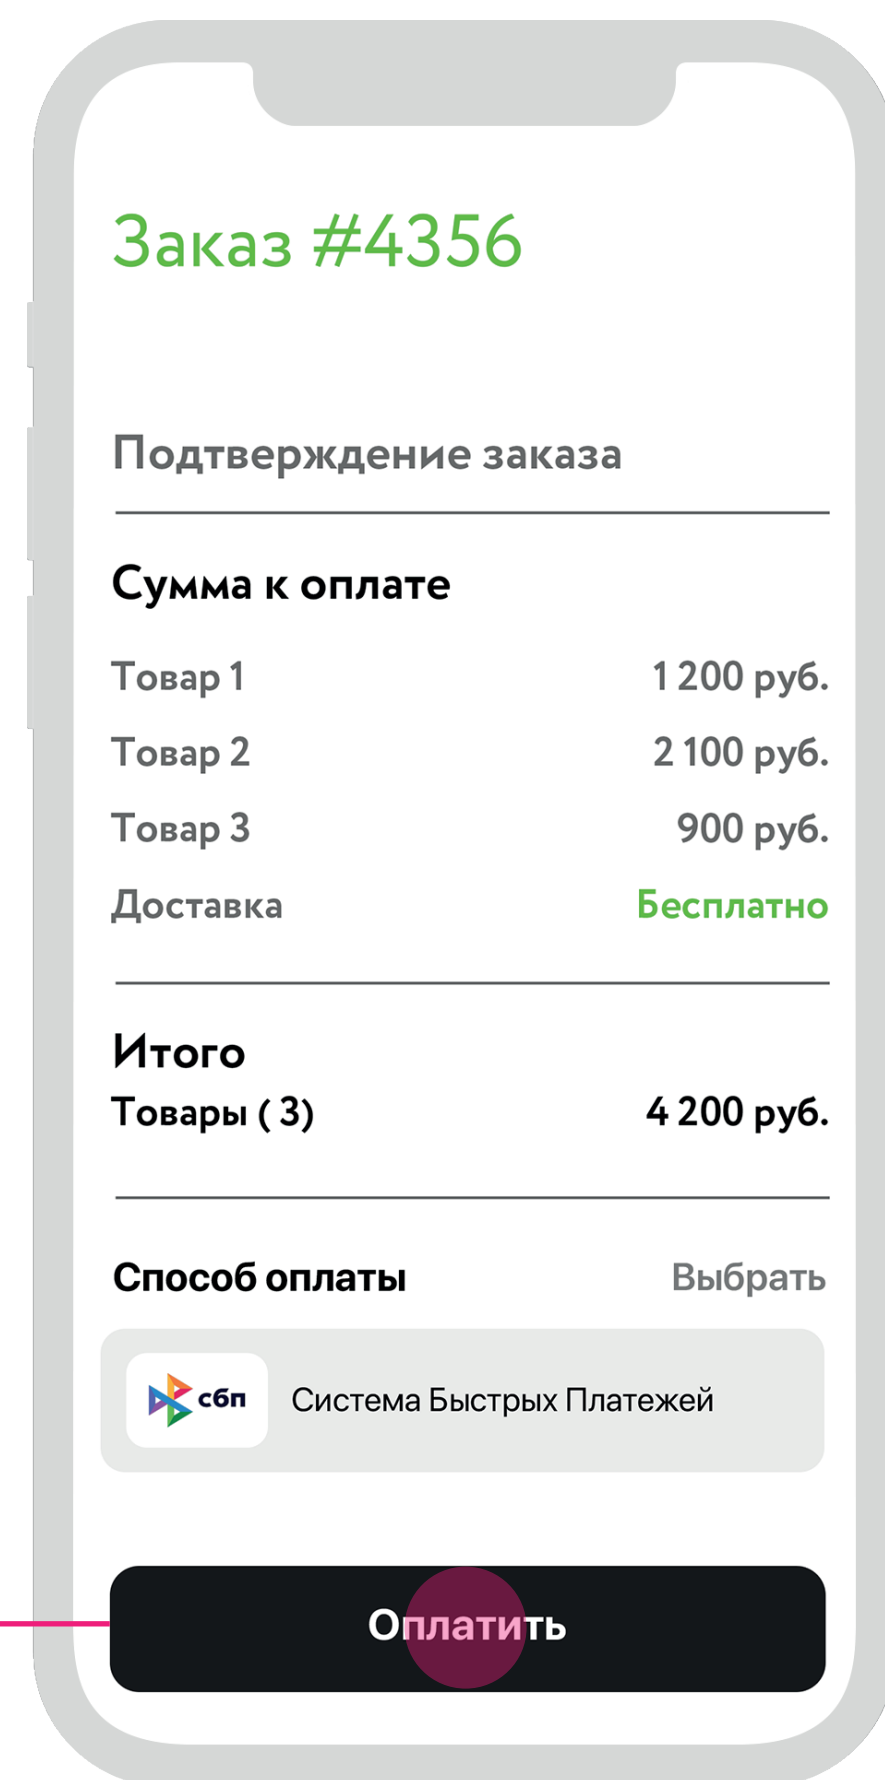 Заказ #4356
Подтверждение заказа
Сумма к оплате
Товар 1 1 200 руб.
Товар 2 2 100 руб.
Товар 3 900 руб.
Доставка Бесплатно
Итого
Товары ( 3) 4 200 руб.
Способ оплаты Выбрать
сбп Система Быстрых Платежей
Оплатить